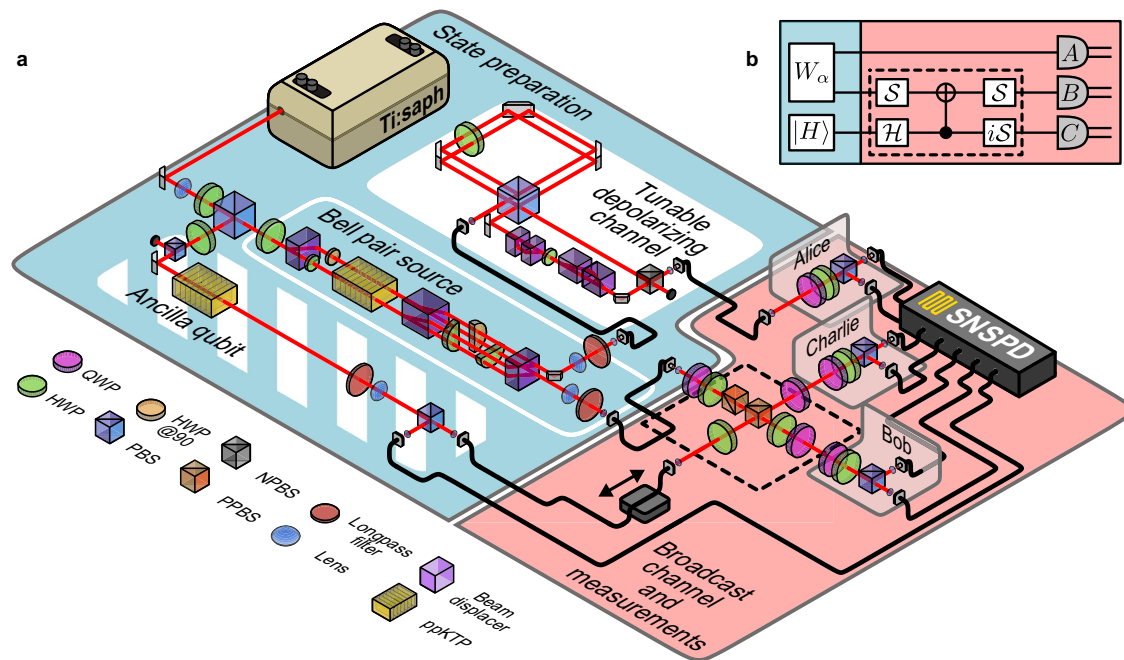 a
State preparation
Ti:saph
Tunable
depolarizing
channel
Bell pair source
Ancilla qubit
Alice
Charlie
Bob
SNSPD
Broadcast
channel
and
measurements
QWP
HWP
HWP
@90
PBS
NPBS
PPBS
Longpass
filter
Lens
Beam
displacer
ppKTP
b
W_α
A
S
S
B
|H⟩
H
iS
C